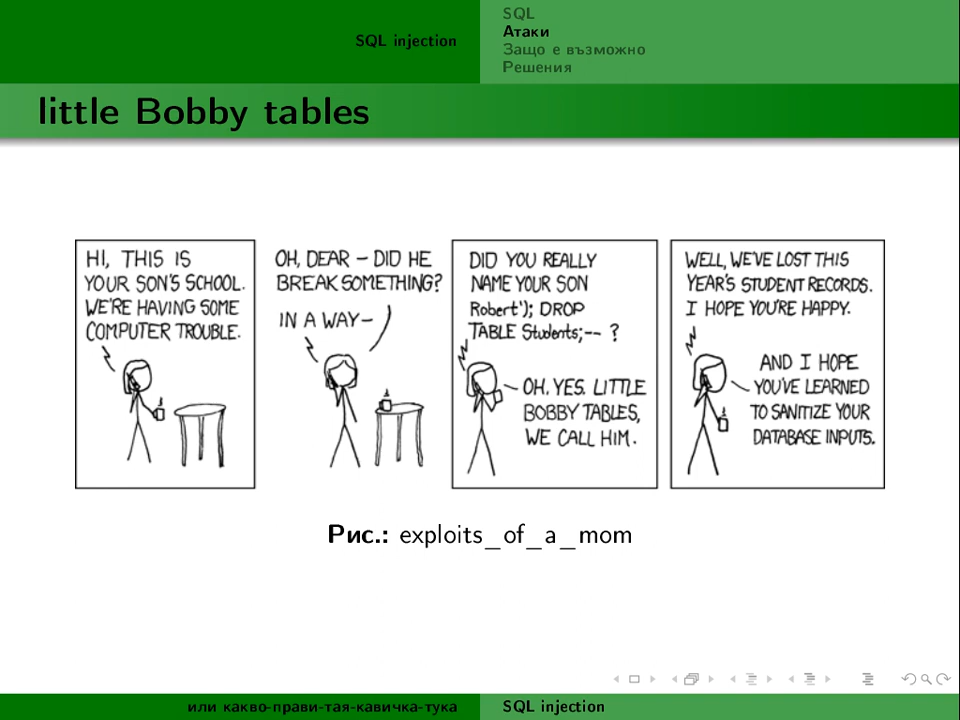 SQL injection
SQL
Атаки
Защо е възможно
Решения
little Bobby tables
HI, THIS IS
YOUR SON'S SCHOOL.
WE'RE HAVING SOME
COMPUTER TROUBLE.
OH, DEAR – DID HE
BREAK SOMETHING?
IN A WAY–
DID YOU REALLY
NAME YOUR SON
Robert'); DROP
TABLE Students;-- ?
OH, YES. LITTLE
BOBBY TABLES,
WE CALL HIM.
WELL, WE'VE LOST THIS
YEAR'S STUDENT RECORDS.
I HOPE YOU'RE HAPPY.
AND I HOPE
YOU'VE LEARNED
TO SANITIZE YOUR
DATABASE INPUTS.
Рис.: exploits_of_a_mom
или какво-прави-тая-кавичка-тука
SQL injection